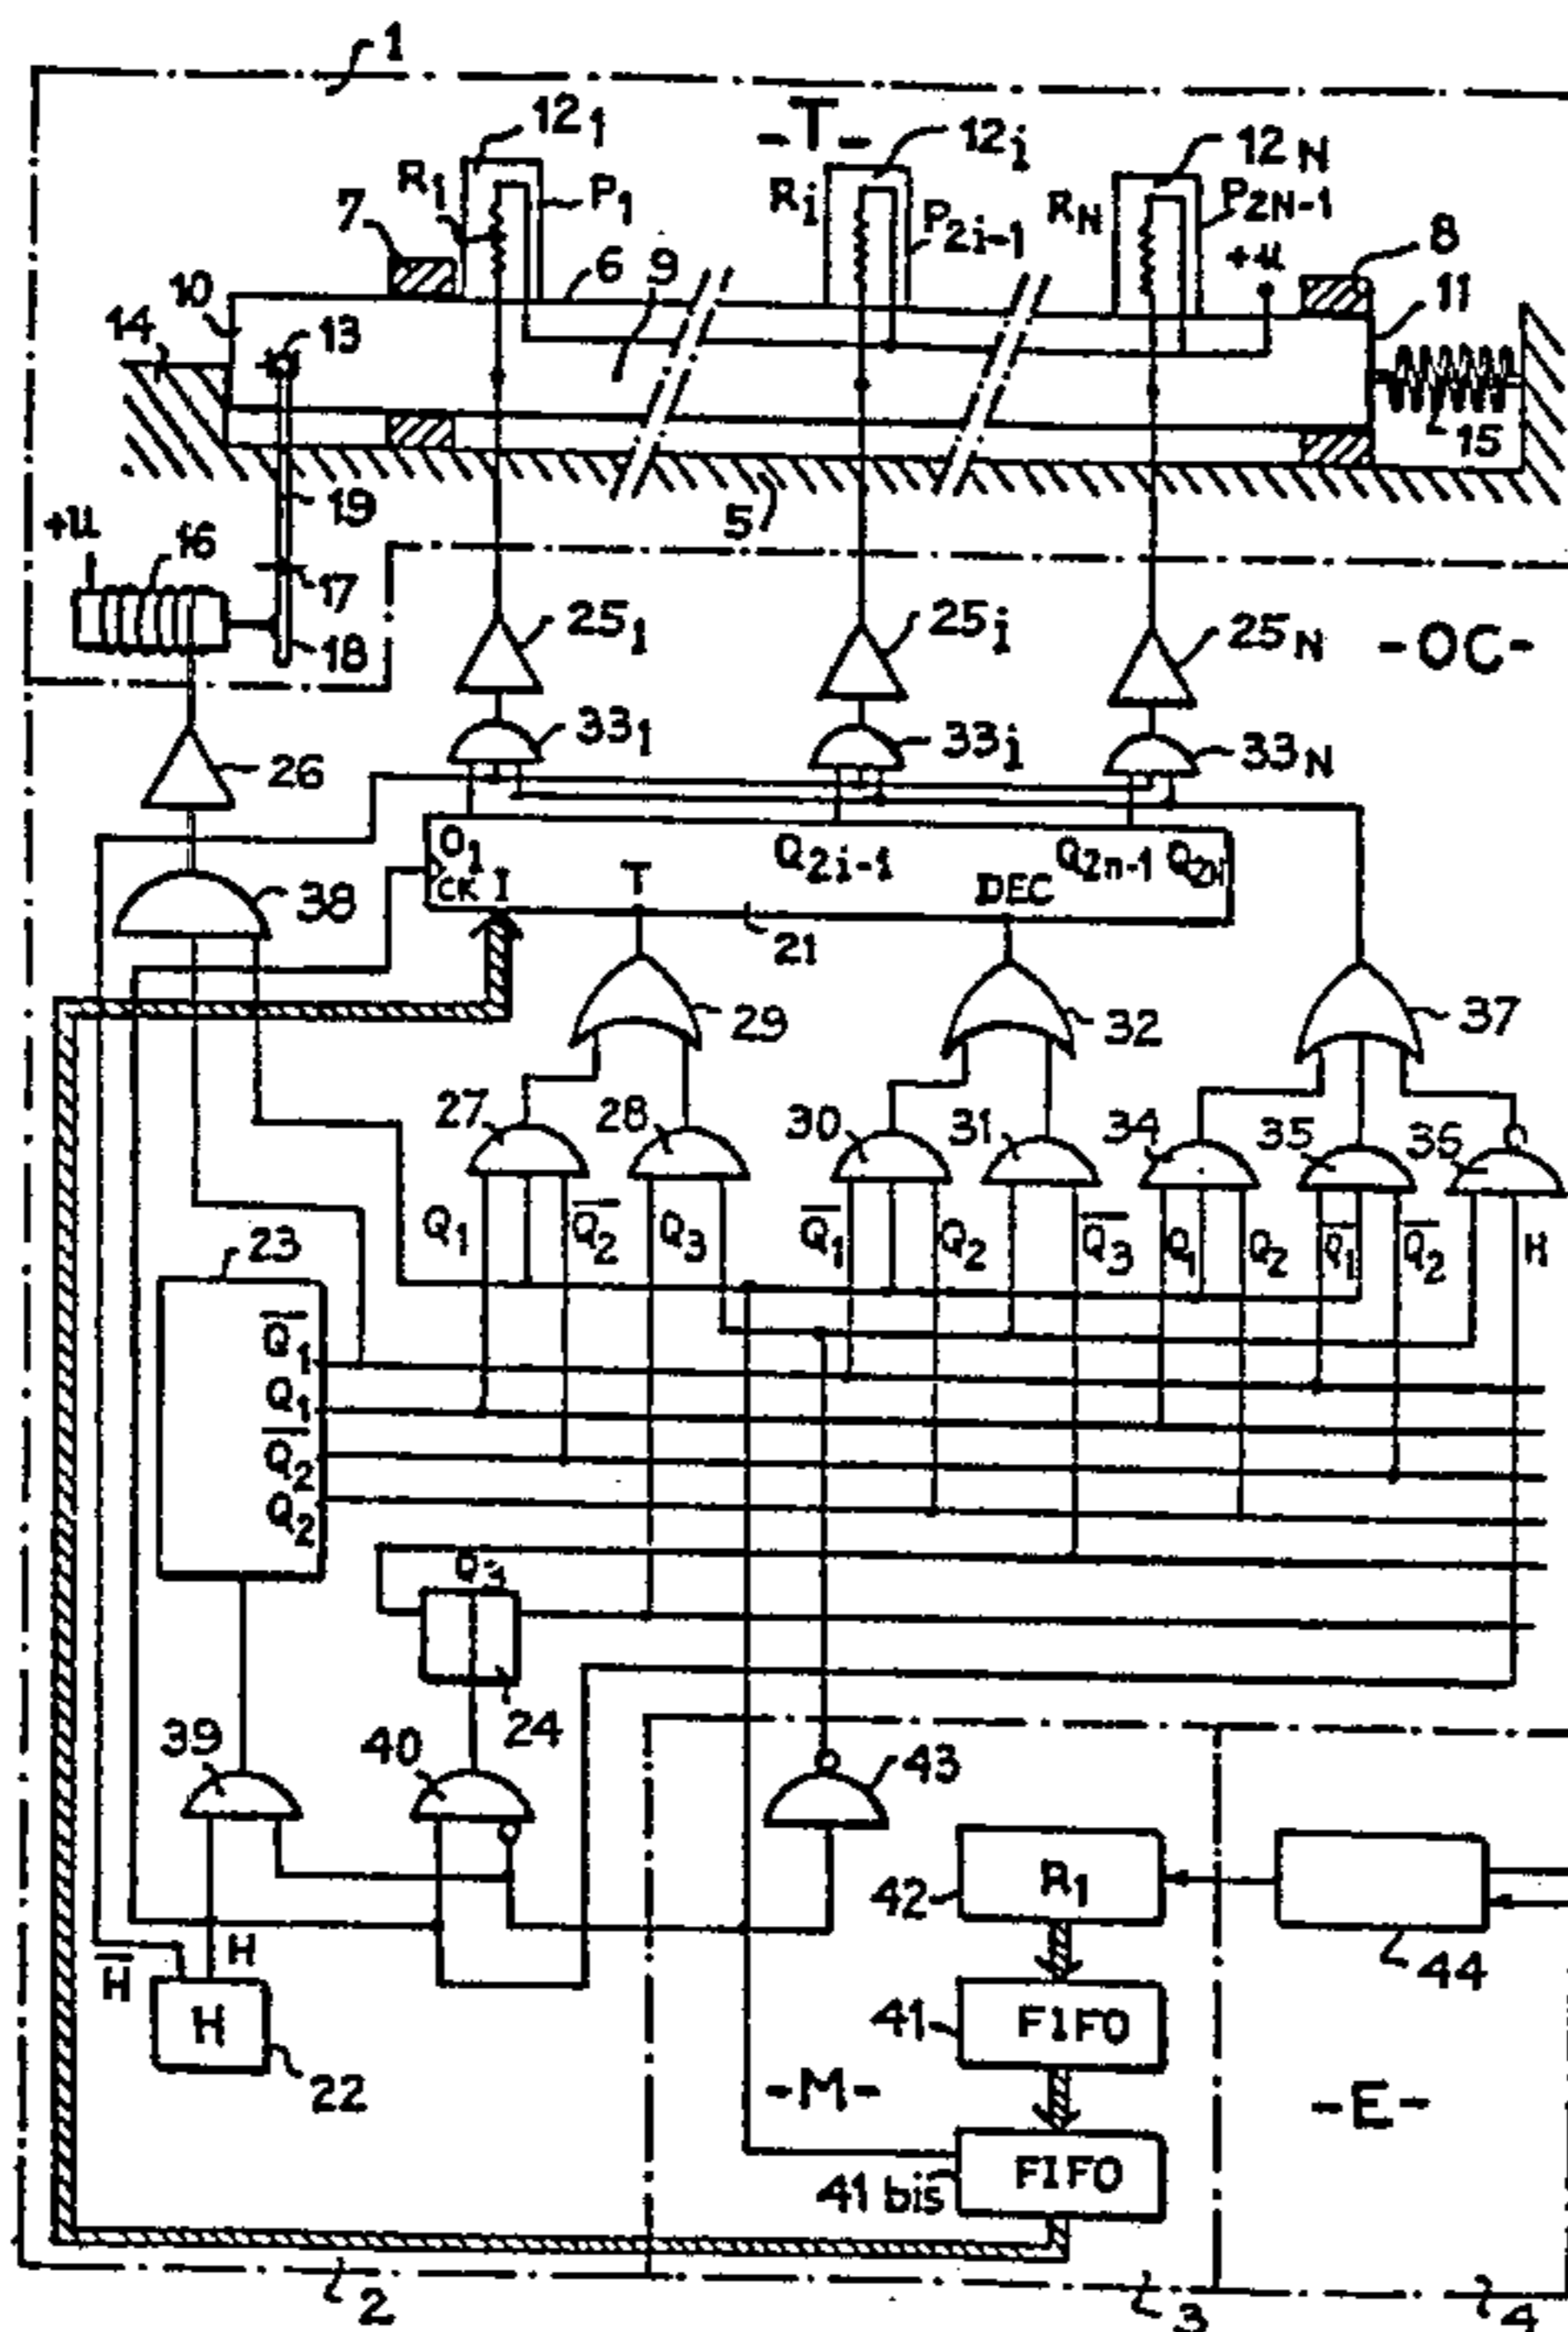 1
-T-
12₁
12ᵢ
12 N
R₁
P₁
Rᵢ
P₂ᵢ₋₁
R_N
P₂N₋₁
7
6
9
+u
8
10
11
14
13
15
19
5
+u
16
17
18
25₁
25ᵢ
25 N
-OC-
26
33₁
33ᵢ
33 N
O₁
Q₂ᵢ₋₁
Q₂ₙ₋₁
CK I
T
DEC
38
21
29
32
37
27
28
30
31
34
35
36
Q₁
Q̅₂
Q₃
Q̅₁
Q₂
Q̅₃
Q₁
Q₂
Q̅₁
Q̅₂
H
23
Q̅₁
Q₁
Q̅₂
Q₂
Q₃
24
39
40
43
42
R₁
44
H̅
H
H
22
41
FIFO
-M-
-E-
41 bis
FIFO
2
3
4